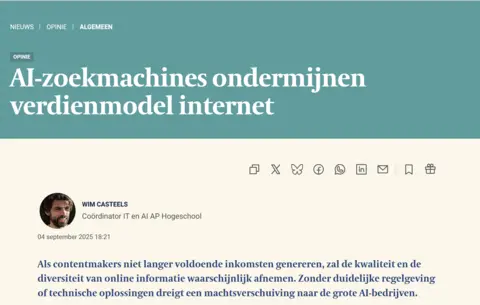 NIEUWS | OPINIE | ALGEMEEN
OPINIE
AI-zoekmachines ondermijnen
verdienmodel internet
WIM CASTEELS
Coördinator IT en AI AP Hogeschool
04 september 2025 18:21
Als contentmakers niet langer voldoende inkomsten genereren, zal de kwaliteit en de
diversiteit van online informatie waarschijnlijk afnemen. Zonder duidelijke regelgeving
of technische oplossingen dreigt een machtsverschuiving naar de grote AI-bedrijven.